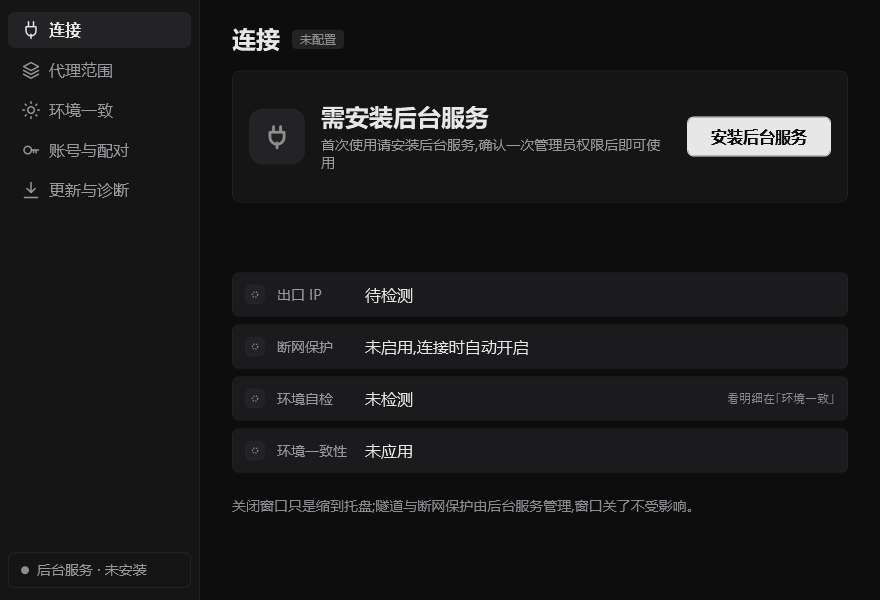 连接
代理范围
环境一致
账号与配对
更新与诊断
后台服务 · 未安装
连接 未配置
需安装后台服务
首次使用请安装后台服务,确认一次管理员权限后即可使
用
安装后台服务
出口 IP 待检测
断网保护 未启用,连接时自动开启
环境自检 未检测 看明细在「环境一致」
环境一致性 未应用
关闭窗口只是缩到托盘;隧道与断网保护由后台服务管理,窗口关了不受影响。